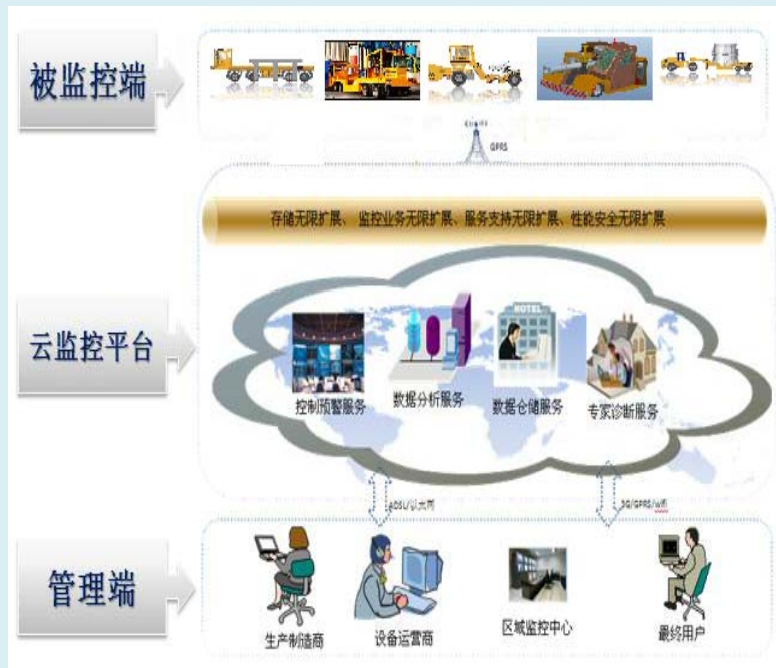 被监控端
GPRS
存储无限扩展、监控业务无限扩展、服务支持无限扩展、性能安全无限扩展
云监控平台
HOTEL
控制预警服务
数据分析服务
数据仓储服务
专家诊断服务
ADSL/以太网
3G/GPRS/wifi
管理端
生产制造商
设备运营商
区域监控中心
最终用户